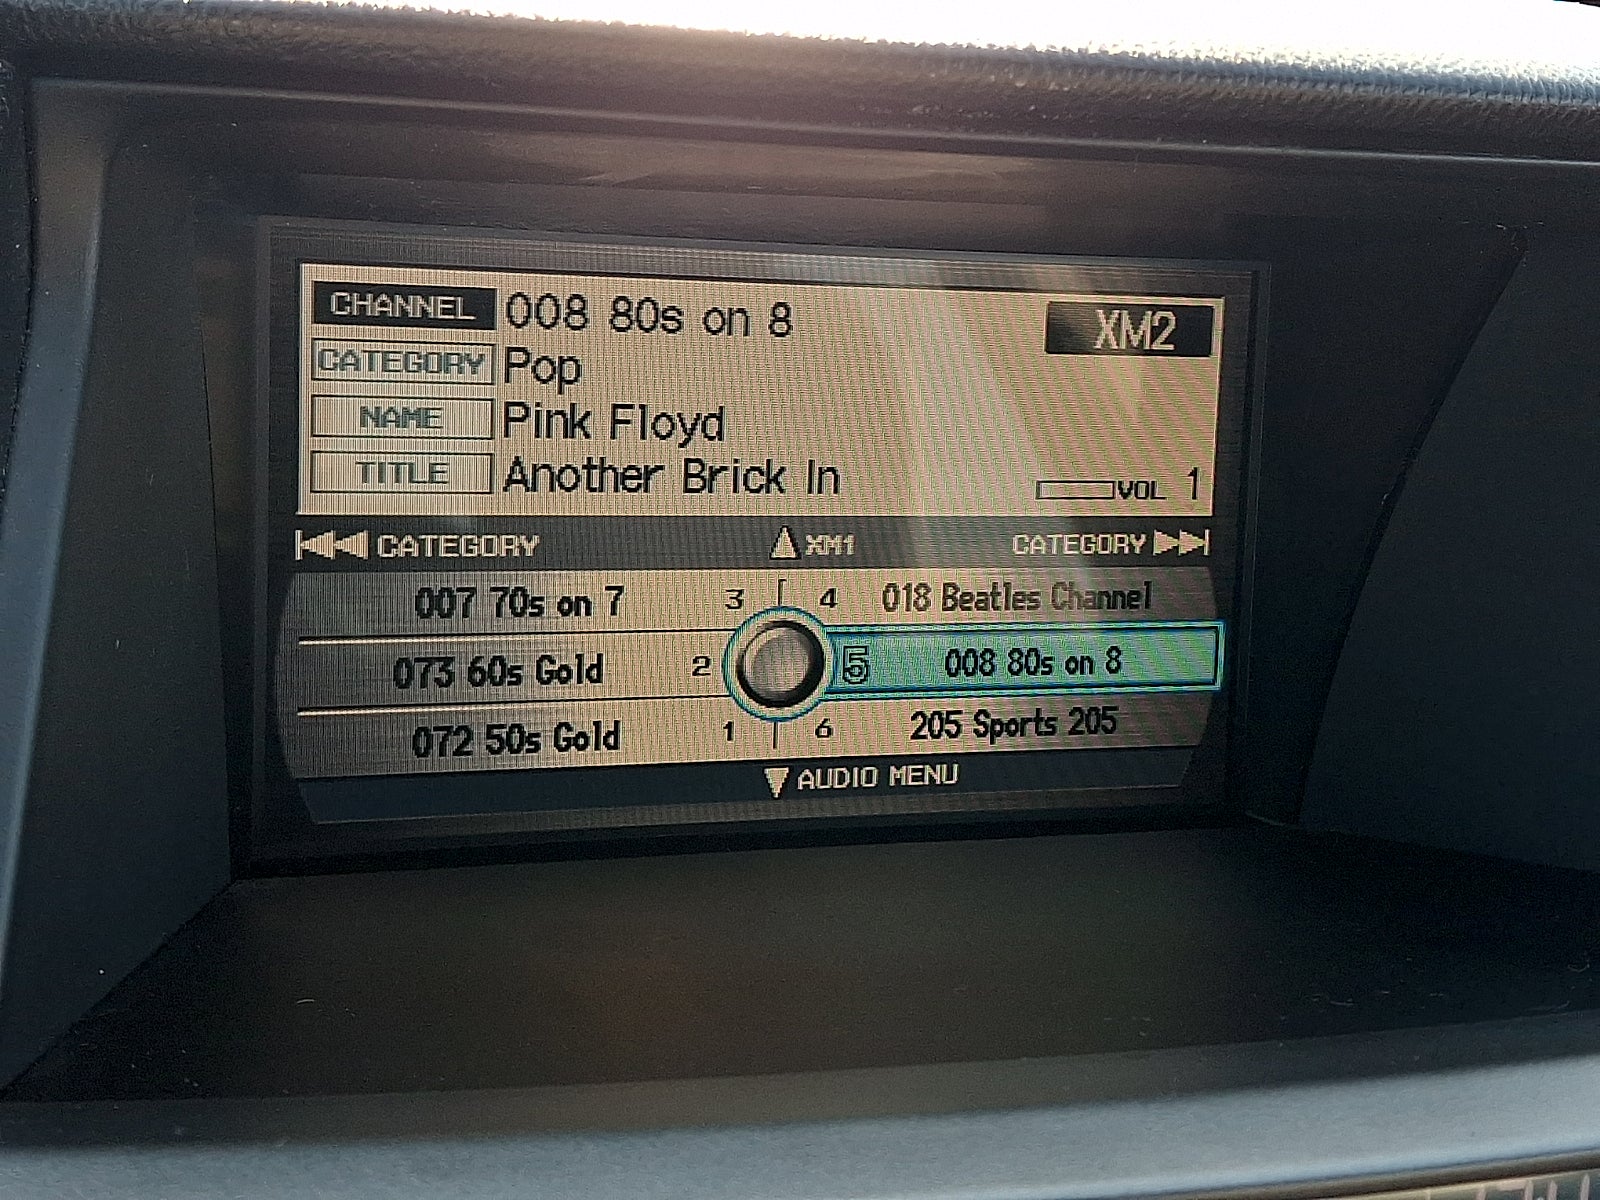 CHANNEL 008 80s on 8 XM2
CATEGORY Pop
NAME Pink Floyd
TITLE Another Brick In VOL 1
CATEGORY XM1 CATEGORY
007 70s on 7 3 4 018 Beatles Channel
073 60s Gold 2 5 008 80s on 8
072 50s Gold 1 6 205 Sports 205
AUDIO MENU